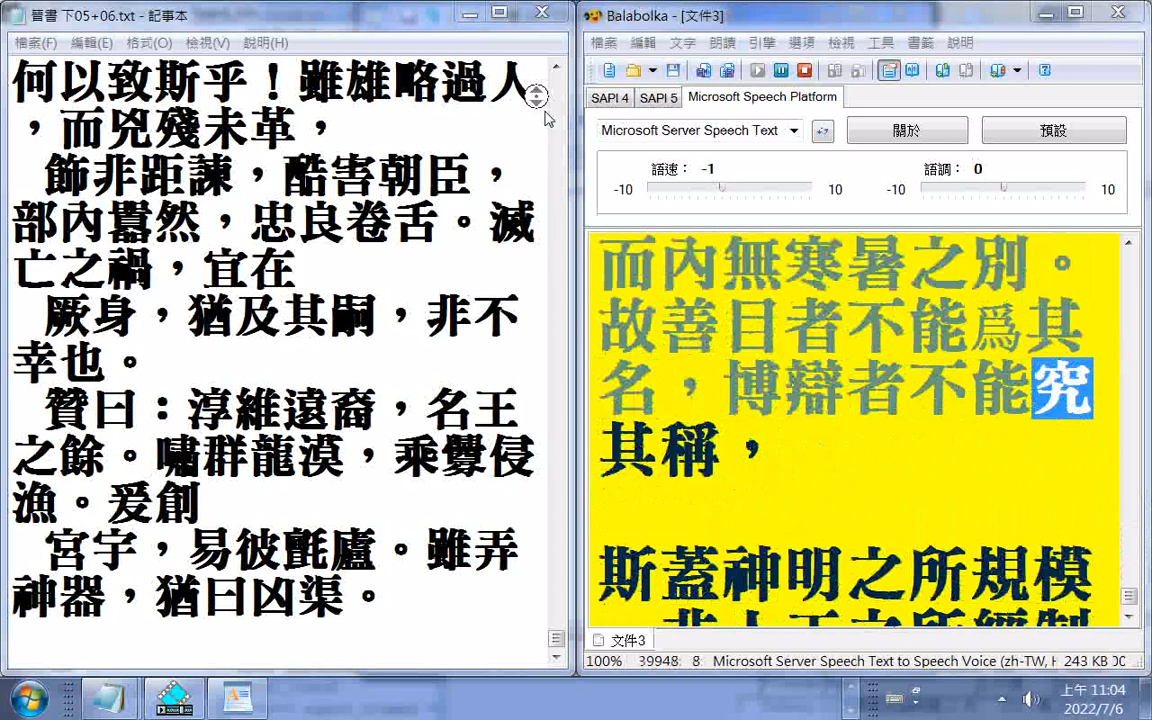 晉書 下05+06.txt - 記事本
檔案(F) 編輯(E) 格式(O) 檢視(V) 說明(H)
何以致斯乎！雖雄略過人
，而兇殘未革，
飾非距諫，酷害朝臣，
部內囂然，忠良卷舌。滅
亡之禍，宜在
厥身，猶及其嗣，非不
幸也。
贊曰：淳維遠裔，名王
之餘。嘯群龍漠，乘釁侵
漁。爰創
宮宇，易彼氈廬。雖弄
神器，猶曰凶渠。
Balabolka - [文件3]
檔案 編輯 文字 朗讀 引擎 選項 檢視 工具 書籤 說明
SAPI 4 SAPI 5 Microsoft Speech Platform
Microsoft Server Speech Text 關於 預設
語速： -1 語調： 0
-10 10 -10 10
而內無寒暑之別。
故善目者不能爲其
名，博辯者不能究
其稱，
斯蓋神明之所規模
，非人工之所經制
文件3
100% 39948: 8 Microsoft Server Speech Text to Speech Voice (zh-TW, H 243 KB
上午 11:04
2022/7/6